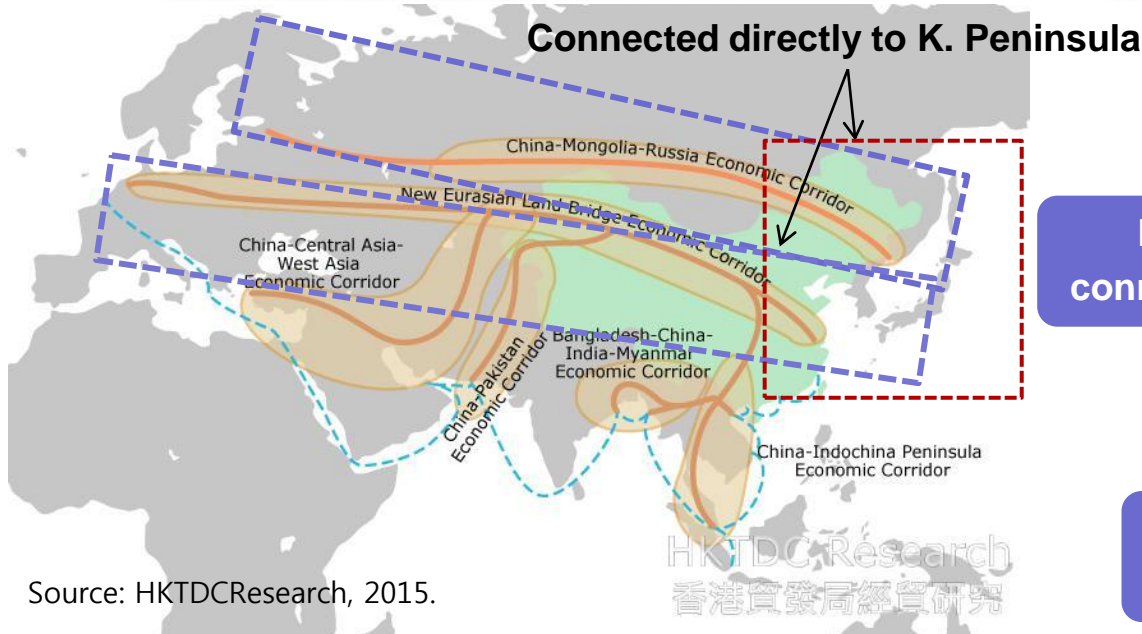 Connected directly to K. Peninsula
China-Mongolia-Russia Economic Corridor
New Eurasian Land Bridge Economic Corridor
China-Central Asia-
West Asia
Economic Corridor
China-Pakistan
Economic Corridor
Bangladesh-China-
India-Myanmar
Economic Corridor
China-Indochina Peninsula
Economic Corridor
conn
HKTDC Research
香港貿發局經貿研究
Source: HKTDCResearch, 2015.